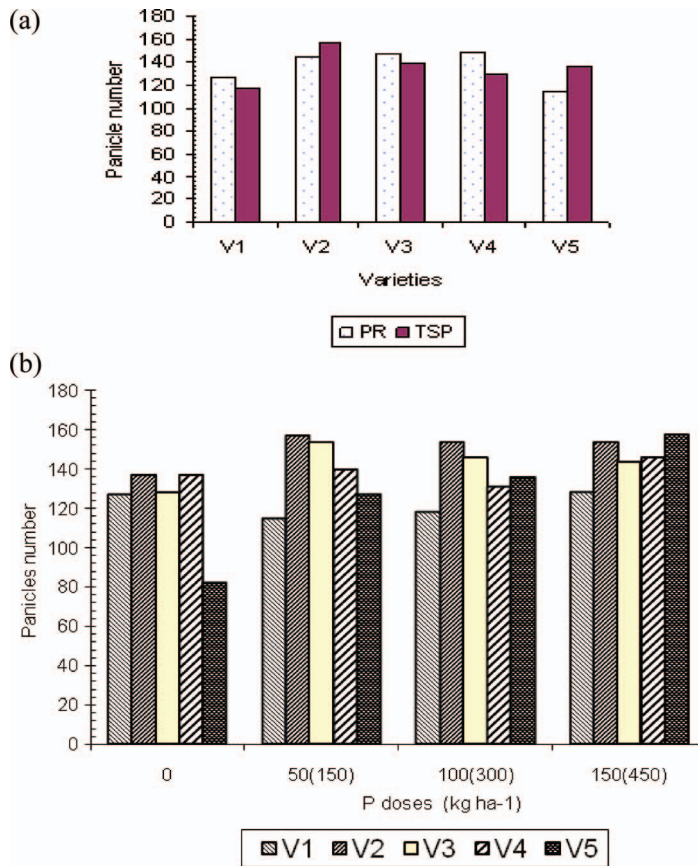 (a)
180
160
140
120
100
80
60
40
20
0
Panicle number
V1 V2 V3 V4 V5
Varieties
PR TSP
(b)
180
160
140
120
100
80
60
40
20
0
Panicles number
0 50(150) 100(300) 150(450)
P doses (kg ha-1)
V1 V2 V3 V4 V5